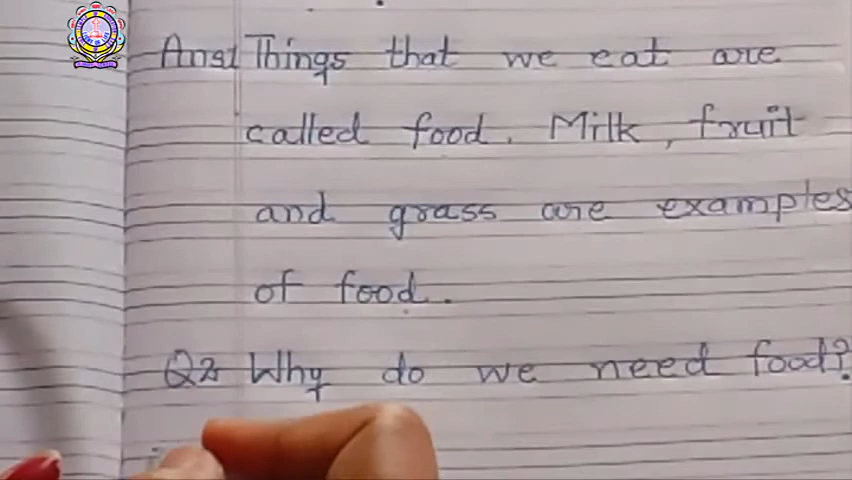 Ans1 Things that we eat are
called food. Milk, fruit
and grass are examples
of food.
Q2 Why do we need food?